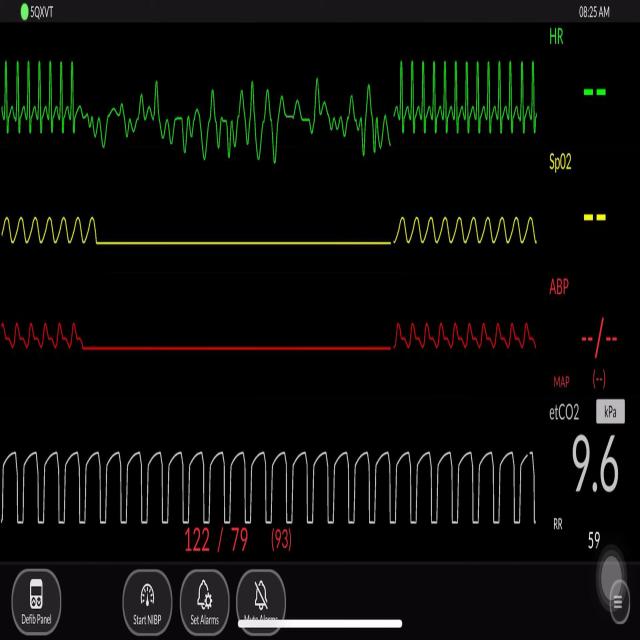 5QXVT
08:25 AM
HR
--
SpO2
--
ABP
--/--
MAP (--)
etCO2 kPa
9.6
RR
59
122 / 79 (93)
Defib Panel
Start NIBP
Set Alarms
Mute Alarms